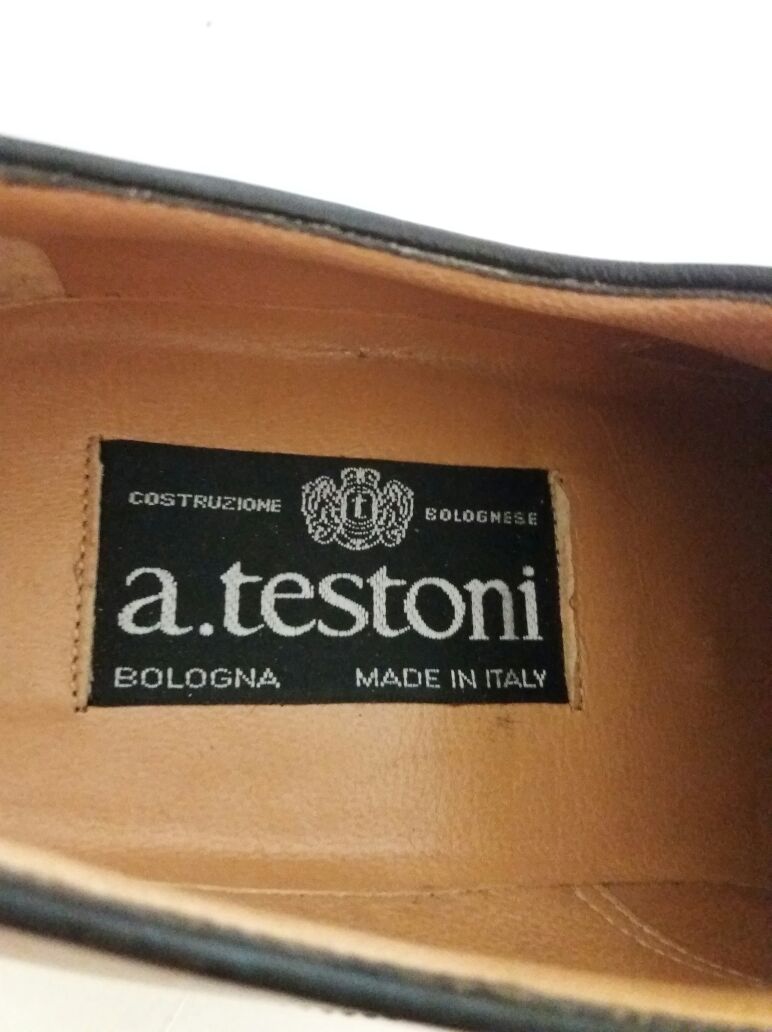 COSTRUZIONE t BOLOGNESE
a.testoni
BOLOGNA MADE IN ITALY